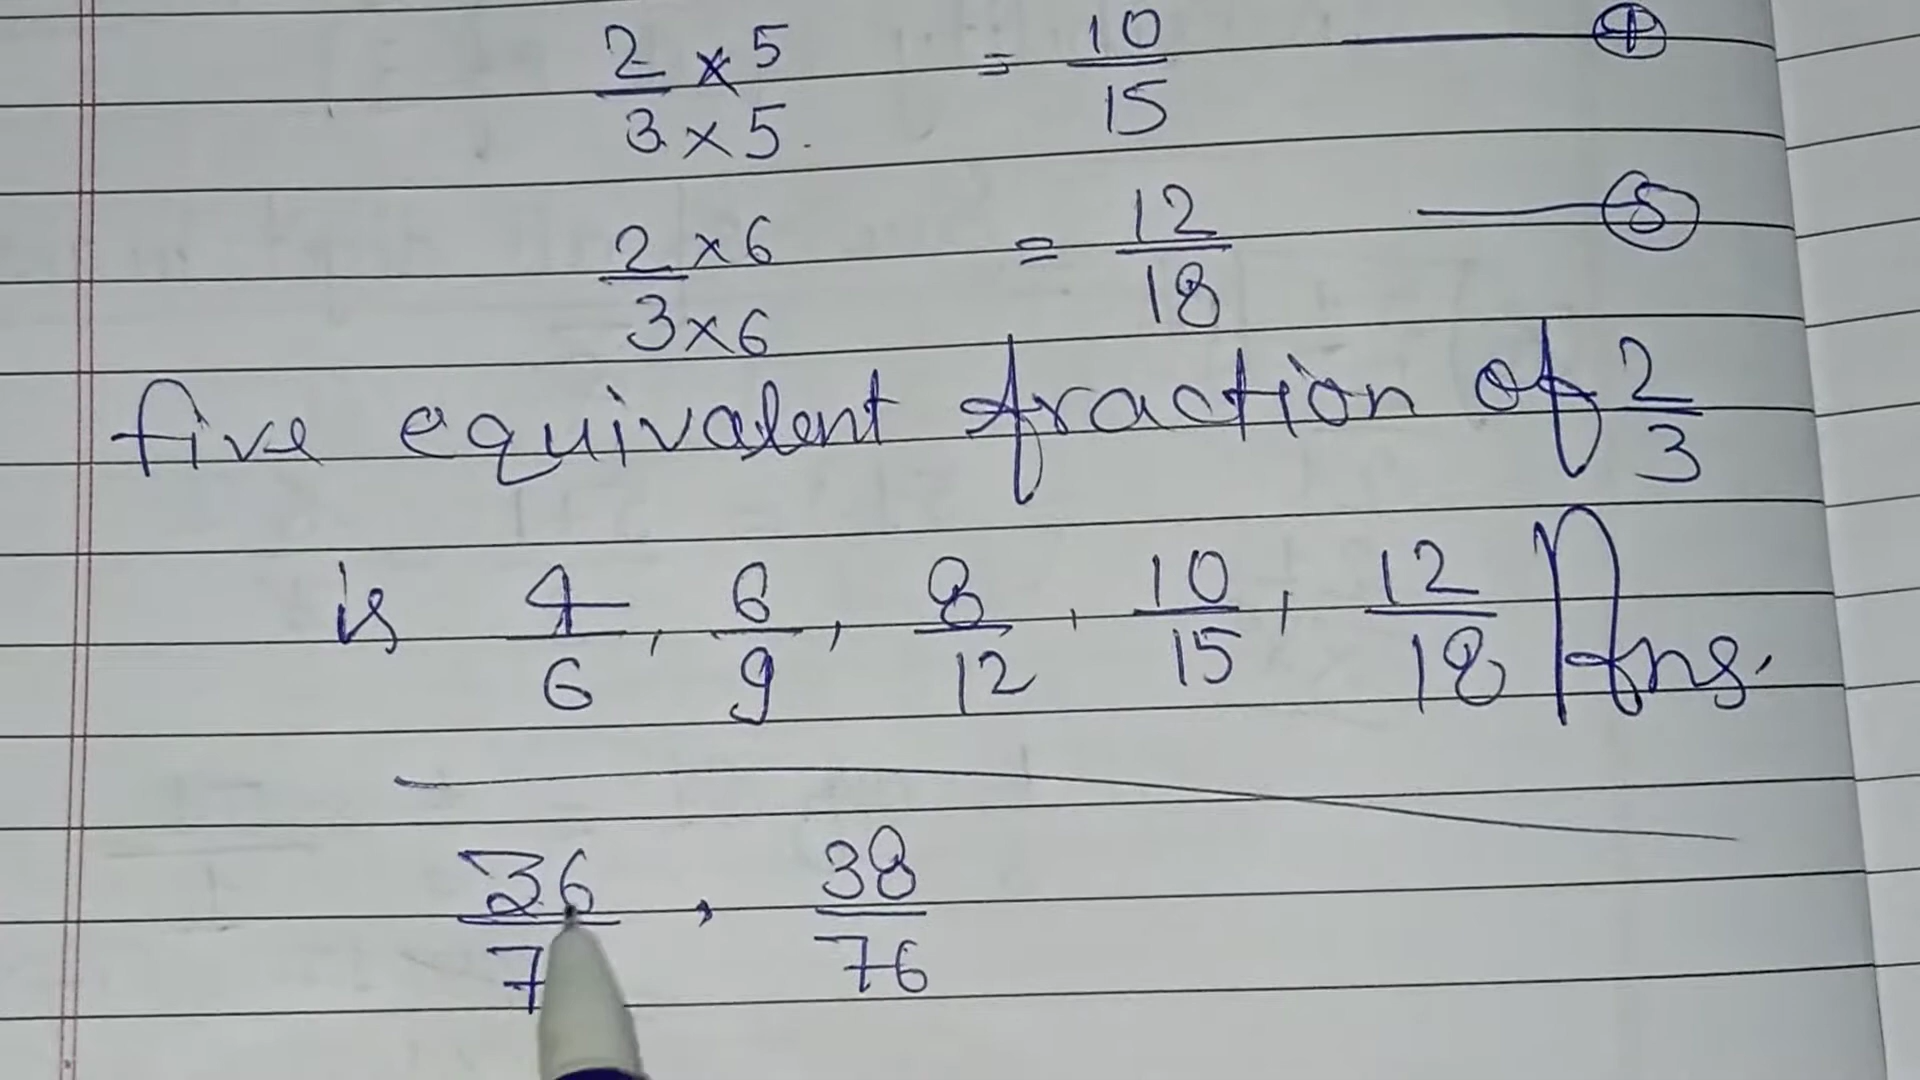 2 × 5 = 10 ④
3 × 5. 15
2 × 6 = 12 ⑤
3 × 6 18
five equivalent fraction of 2/3
is 4/6, 6/9, 8/12, 10/15, 12/18 Ans.
36, 38
7 76